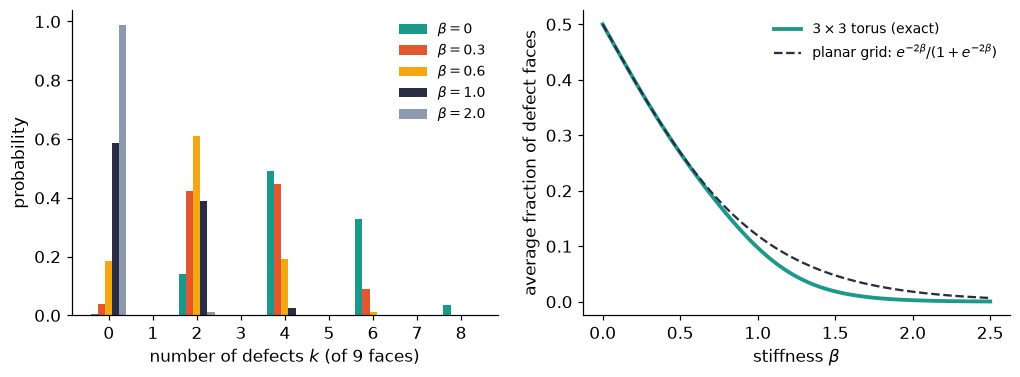 probability
1.0
0.8
0.6
0.4
0.2
0.0
β = 0
β = 0.3
β = 0.6
β = 1.0
β = 2.0
0 1 2 3 4 5 6 7 8
number of defects k (of 9 faces)
average fraction of defect faces
0.5
0.4
0.3
0.2
0.1
0.0
3 × 3 torus (exact)
planar grid: e^{−2β}/(1 + e^{−2β})
0.0 0.5 1.0 1.5 2.0 2.5
stiffness β